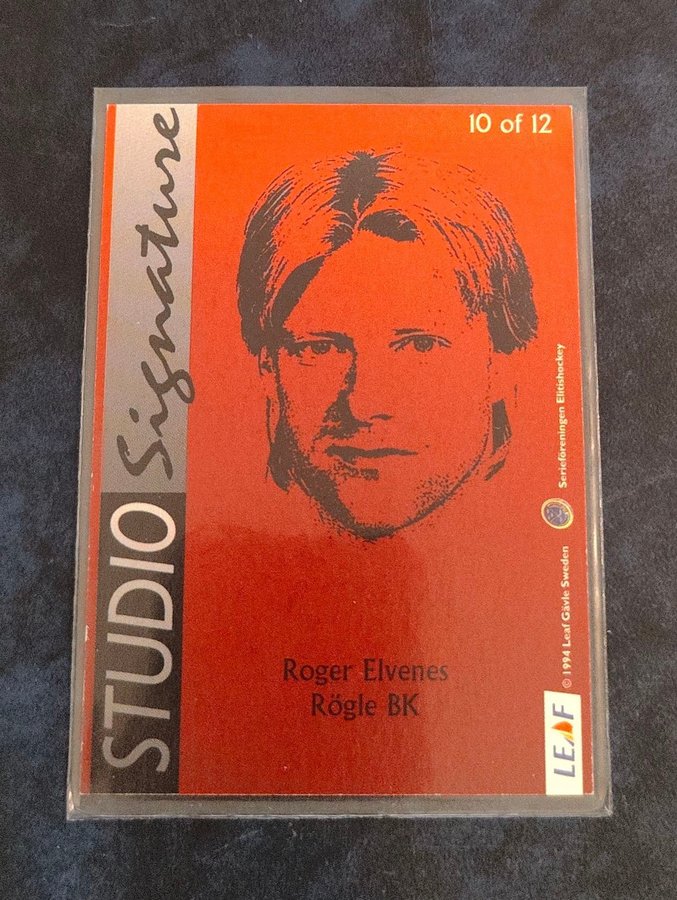 10 of 12
STUDIO Signature
Roger Elvenes
Rögle BK
© 1994 Leaf Gävle Sweden
Serieföreningen Elitishockey
LEAF